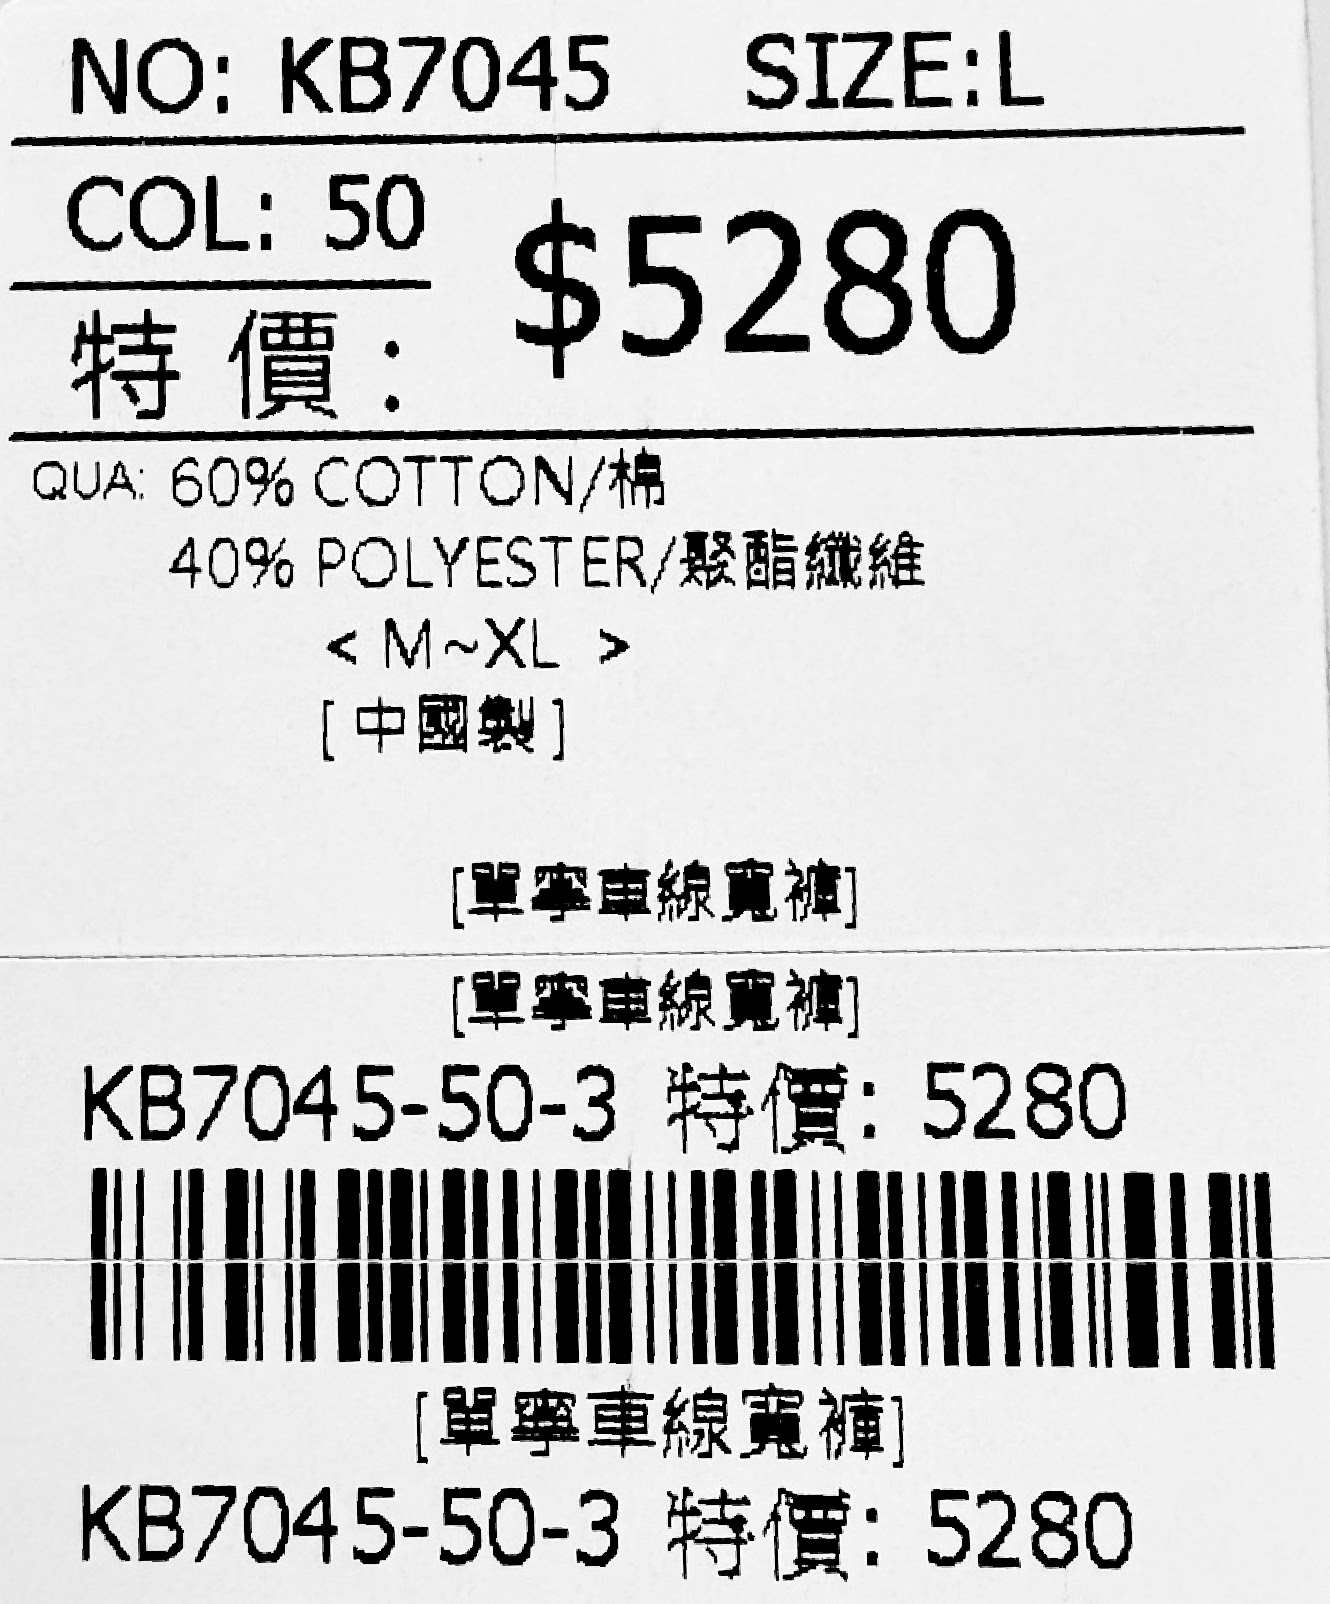 NO: KB7045 SIZE:L
COL: 50
$5280
特價:
QUA: 60% COTTON/棉
40% POLYESTER/聚酯纖維
< M~XL >
[中國製]
[單寧車線寬褲]
[單寧車線寬褲]
KB7045-50-3 特價: 5280
[單寧車線寬褲]
KB7045-50-3 特價: 5280